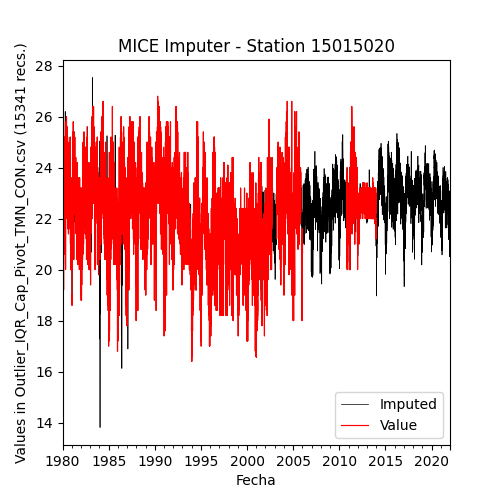 MICE Imputer - Station 15015020
Values in Outlier_IQR_Cap_Pivot_TMN_CON.csv (15341 recs.)
28
26
24
22
20
18
16
14
Imputed
Value
1980 1985 1990 1995 2000 2005 2010 2015 2020
Fecha